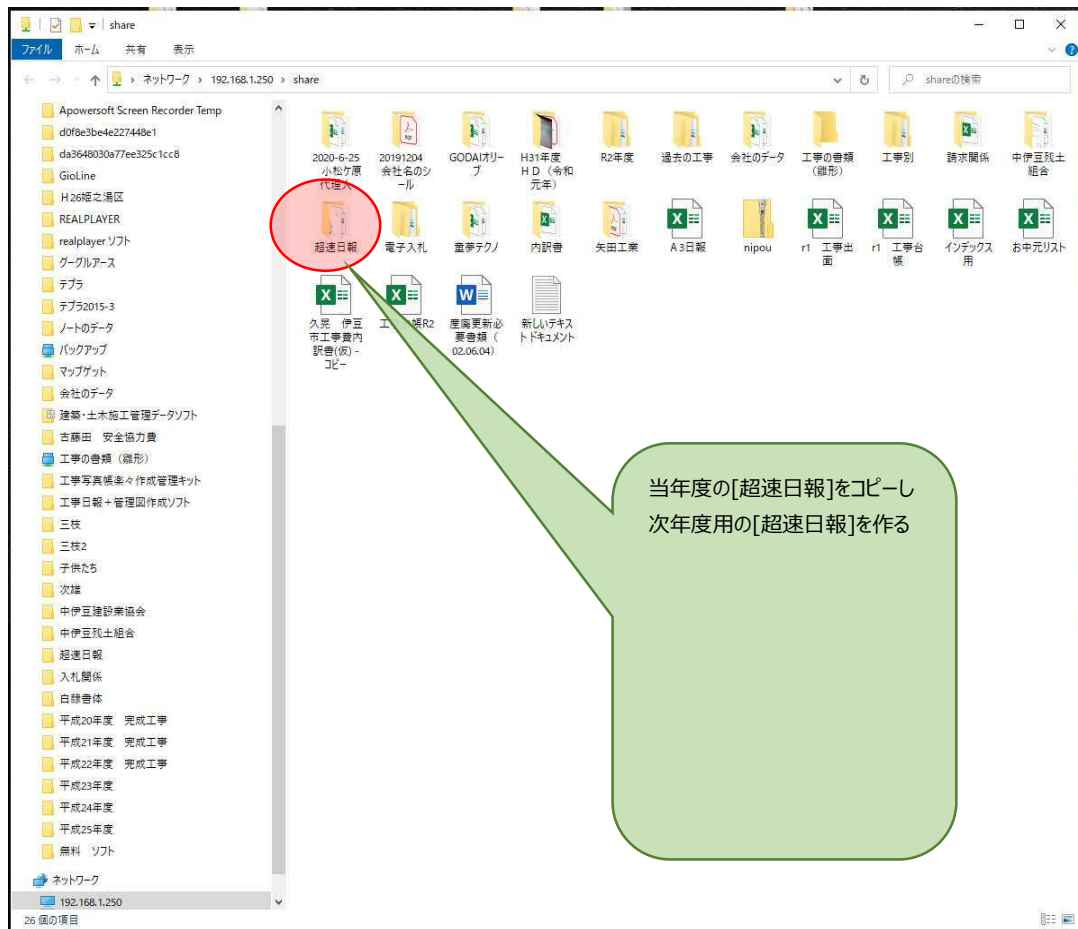 share
ファイル ホーム 共有 表示
ネットワーク › 192.168.1.250 › share
shareの検索
Apowersoft Screen Recorder Temp
d0f8e3be4e227448e1
da3648030a77ee325c1cc8
GioLine
H26姫之湯区
REALPLAYER
realplayer ソフト
グーグルアース
テプラ
テプラ2015-3
ノートのデータ
バックアップ
マップゲット
会社のデータ
建築・土木施工管理データソフト
古藤田 安全協力費
工事の書類（雛形）
工事写真帳楽々作成管理キット
工事日報＋管理図作成ソフト
三枝
三枝2
子供たち
次雄
中伊豆建設業協会
中伊豆残土組合
超速日報
入札関係
白隷書体
平成20年度 完成工事
平成21年度 完成工事
平成22年度 完成工事
平成23年度
平成24年度
平成25年度
無料 ソフト
ネットワーク
192.168.1.250
26 個の項目
2020-6-25
小松ケ原
代理人
20191204
会社名のシ
ール
GODAIオリー
ブ
H31年度
HD（令和
元年）
R2年度
過去の工事
会社のデータ
工事の書類
（雛形）
工事別
請求関係
中伊豆残土
組合
超速日報
電子入札
童夢テクノ
内訳書
矢田工業
A3日報
nipou
r1 工事出
面
r1 工事台
帳
インデックス
用
お中元リスト
久晃 伊豆
市工事費内
訳書(仮) -
コピー
産廃更新必
要書類（
02.06.04）
新しいテキス
トドキュメント
当年度の[超速日報]をコピーし
次年度用の[超速日報]を作る